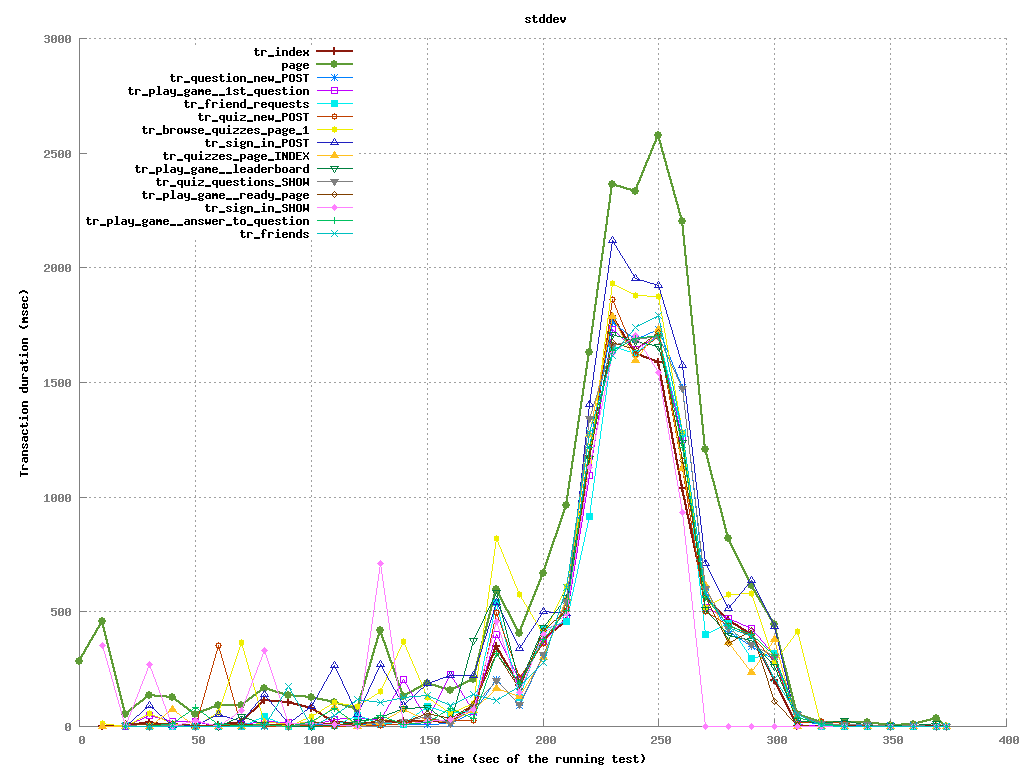 stddev
3000
2500
2000
1500
1000
500
0
Transaction duration (msec)
tr_index
page
tr_question_new_POST
tr_play_game__1st_question
tr_friend_requests
tr_quiz_new_POST
tr_browse_quizzes_page_1
tr_sign_in_POST
tr_quizzes_page_INDEX
tr_play_game__leaderboard
tr_quiz_questions_SHOW
tr_play_game__ready_page
tr_sign_in_SHOW
tr_play_game__answer_to_question
tr_friends
0 50 100 150 200 250 300 350 400
time (sec of the running test)